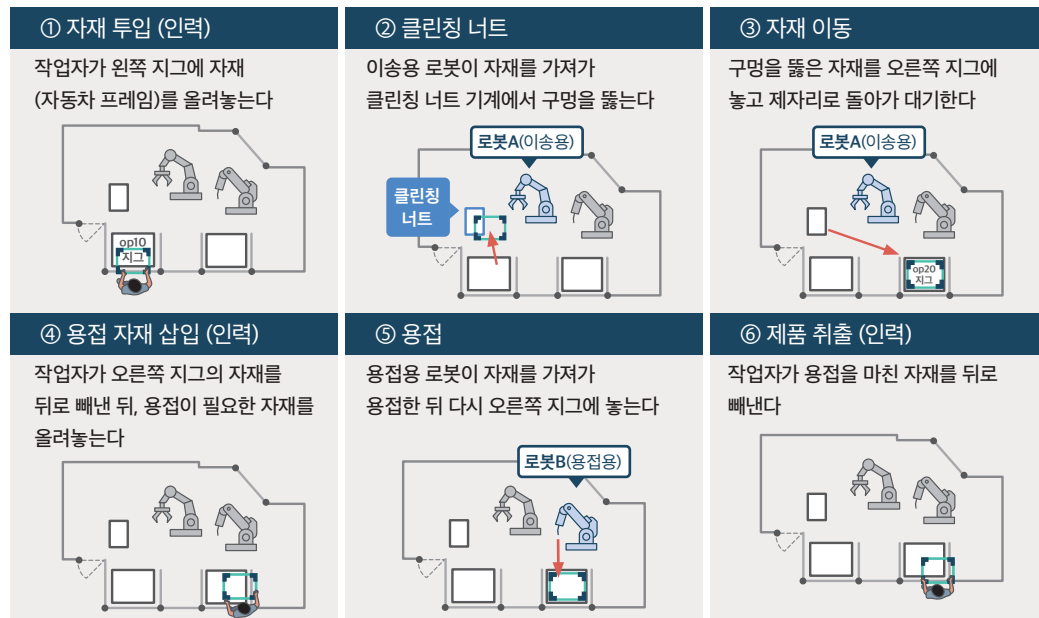 ① 자재 투입 (인력)
작업자가 왼쪽 지그에 자재
(자동차 프레임)를 올려놓는다
op10
지그
② 클린칭 너트
이송용 로봇이 자재를 가져가
클린칭 너트 기계에서 구멍을 뚫는다
로봇A(이송용)
클린칭
너트
③ 자재 이동
구멍을 뚫은 자재를 오른쪽 지그에
놓고 제자리로 돌아가 대기한다
로봇A(이송용)
op20
지그
④ 용접 자재 삽입 (인력)
작업자가 오른쪽 지그의 자재를
뒤로 빼낸 뒤, 용접이 필요한 자재를
올려놓는다
⑤ 용접
용접용 로봇이 자재를 가져가
용접한 뒤 다시 오른쪽 지그에 놓는다
로봇B(용접용)
⑥ 제품 취출 (인력)
작업자가 용접을 마친 자재를 뒤로
빼낸다